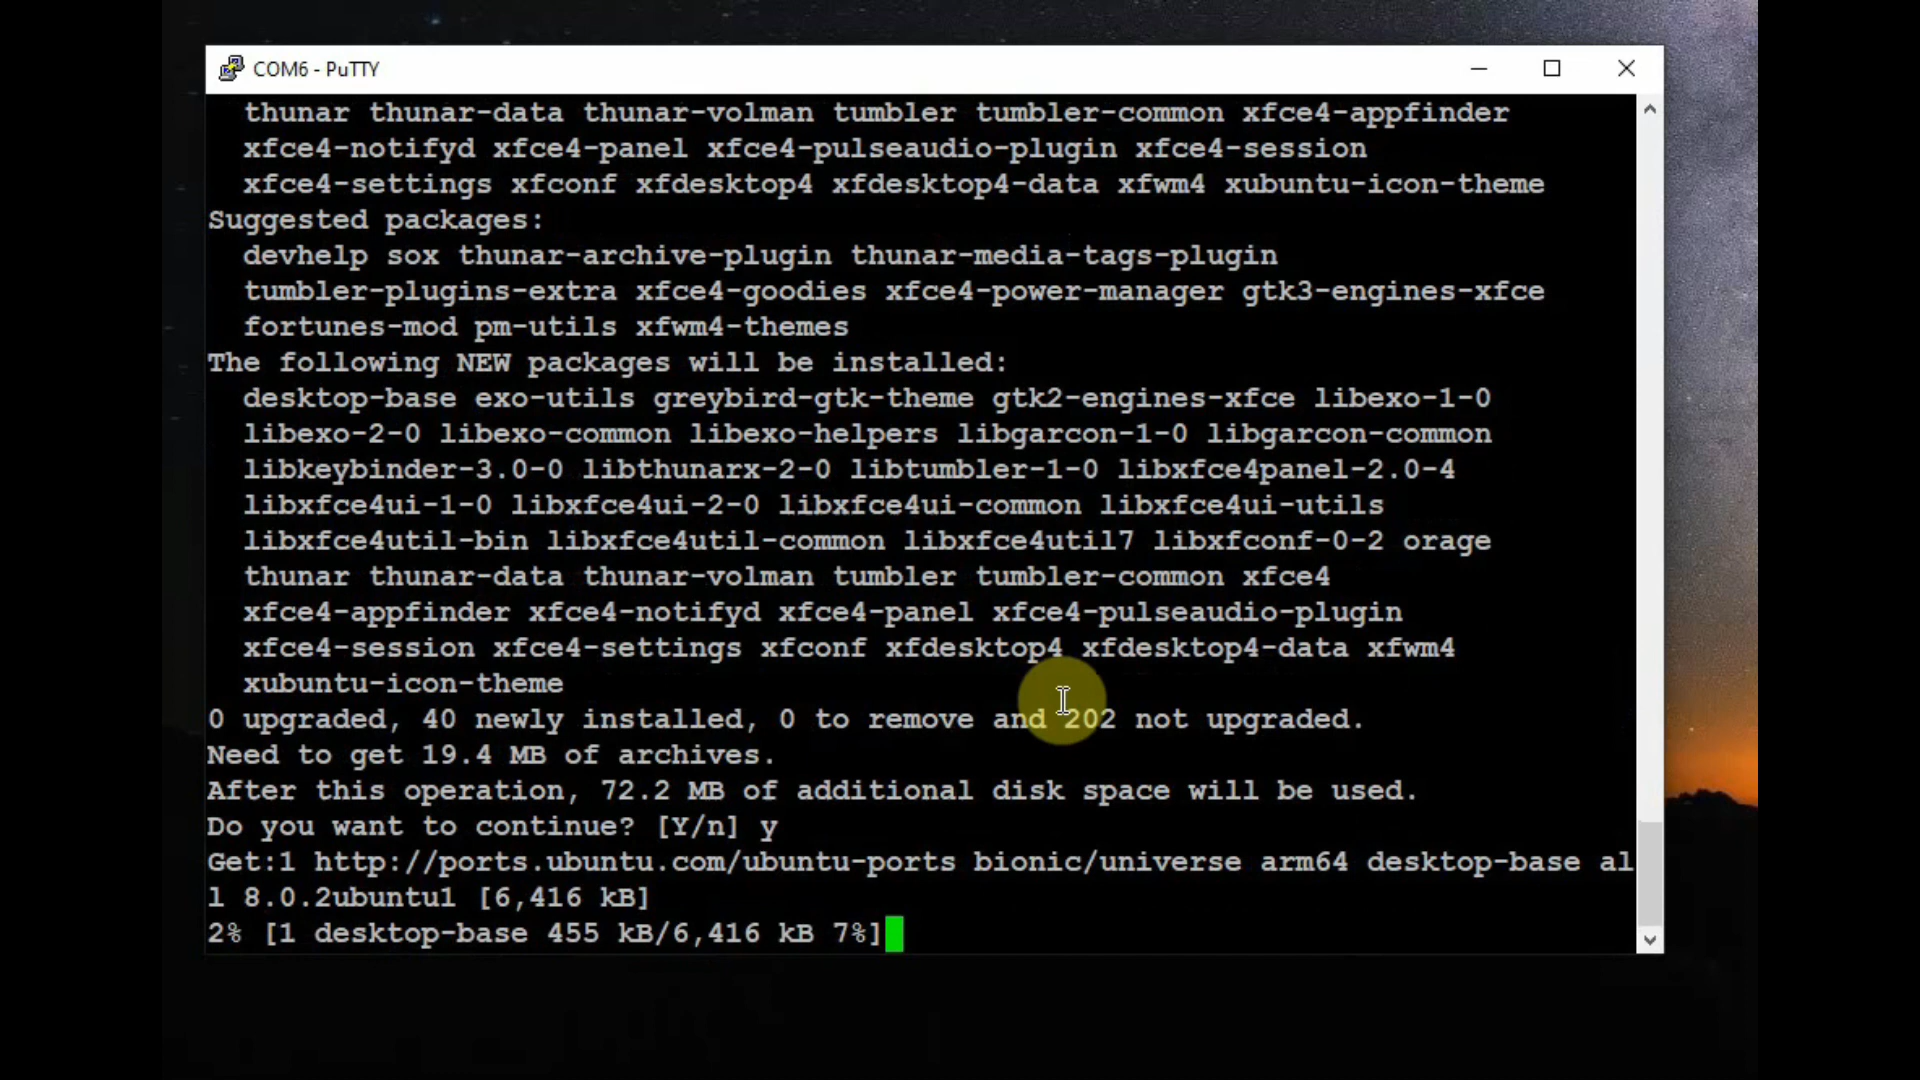 COM6 - PuTTY
thunar thunar-data thunar-volman tumbler tumbler-common xfce4-appfinder
xfce4-notifyd xfce4-panel xfce4-pulseaudio-plugin xfce4-session
xfce4-settings xfconf xfdesktop4 xfdesktop4-data xfwm4 xubuntu-icon-theme
Suggested packages:
devhelp sox thunar-archive-plugin thunar-media-tags-plugin
tumbler-plugins-extra xfce4-goodies xfce4-power-manager gtk3-engines-xfce
fortunes-mod pm-utils xfwm4-themes
The following NEW packages will be installed:
desktop-base exo-utils greybird-gtk-theme gtk2-engines-xfce libexo-1-0
libexo-2-0 libexo-common libexo-helpers libgarcon-1-0 libgarcon-common
libkeybinder-3.0-0 libthunarx-2-0 libtumbler-1-0 libxfce4panel-2.0-4
libxfce4ui-1-0 libxfce4ui-2-0 libxfce4ui-common libxfce4ui-utils
libxfce4util-bin libxfce4util-common libxfce4util7 libxfconf-0-2 orage
thunar thunar-data thunar-volman tumbler tumbler-common xfce4
xfce4-appfinder xfce4-notifyd xfce4-panel xfce4-pulseaudio-plugin
xfce4-session xfce4-settings xfconf xfdesktop4 xfdesktop4-data xfwm4
xubuntu-icon-theme
0 upgraded, 40 newly installed, 0 to remove and 202 not upgraded.
Need to get 19.4 MB of archives.
After this operation, 72.2 MB of additional disk space will be used.
Do you want to continue? [Y/n] y
Get:1 http://ports.ubuntu.com/ubuntu-ports bionic/universe arm64 desktop-base al
l 8.0.2ubuntu1 [6,416 kB]
2% [1 desktop-base 455 kB/6,416 kB 7%]